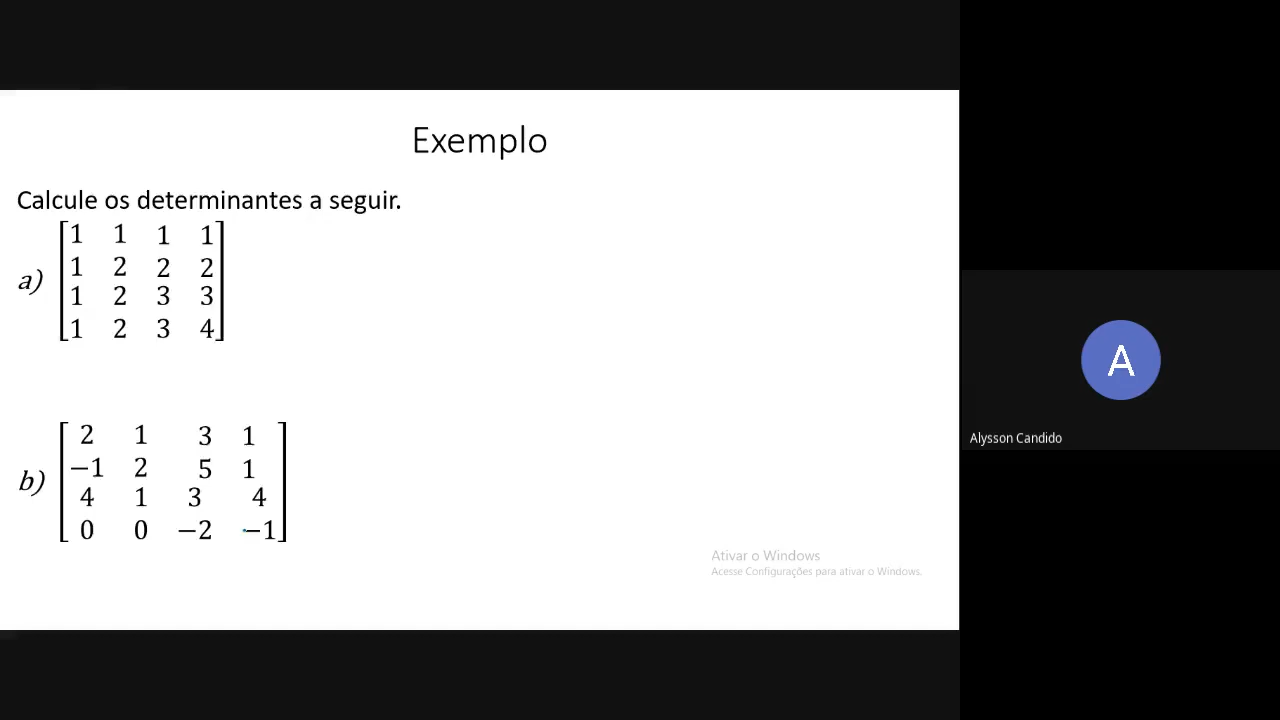 Exemplo
Calcule os determinantes a seguir.
a) [1 1 1 1
1 2 2 2
1 2 3 3
1 2 3 4]
b) [2 1 3 1
−1 2 5 1
4 1 3 4
0 0 −2 −1]
Ativar o Windows
Acesse Configurações para ativar o Windows.
A
Alysson Candido